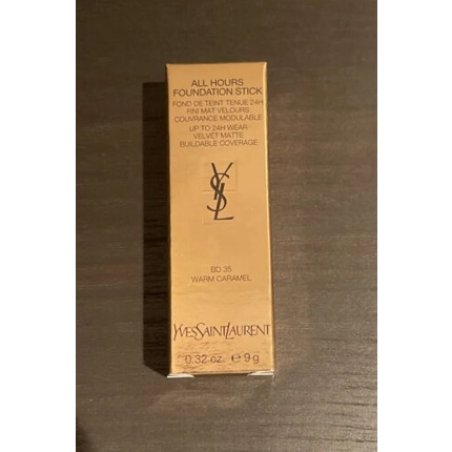 ALL HOURS
FOUNDATION STICK
FOND DE TEINT TENUE 24H
FINI MAT VELOURS
COUVRANCE MODULABLE
UP TO 24H WEAR
VELVET MATTE
BUILDABLE COVERAGE
YSL
BD 35
WARM CARAMEL
YVESSAINTLAURENT
0.32 oz. ℮ 9 g